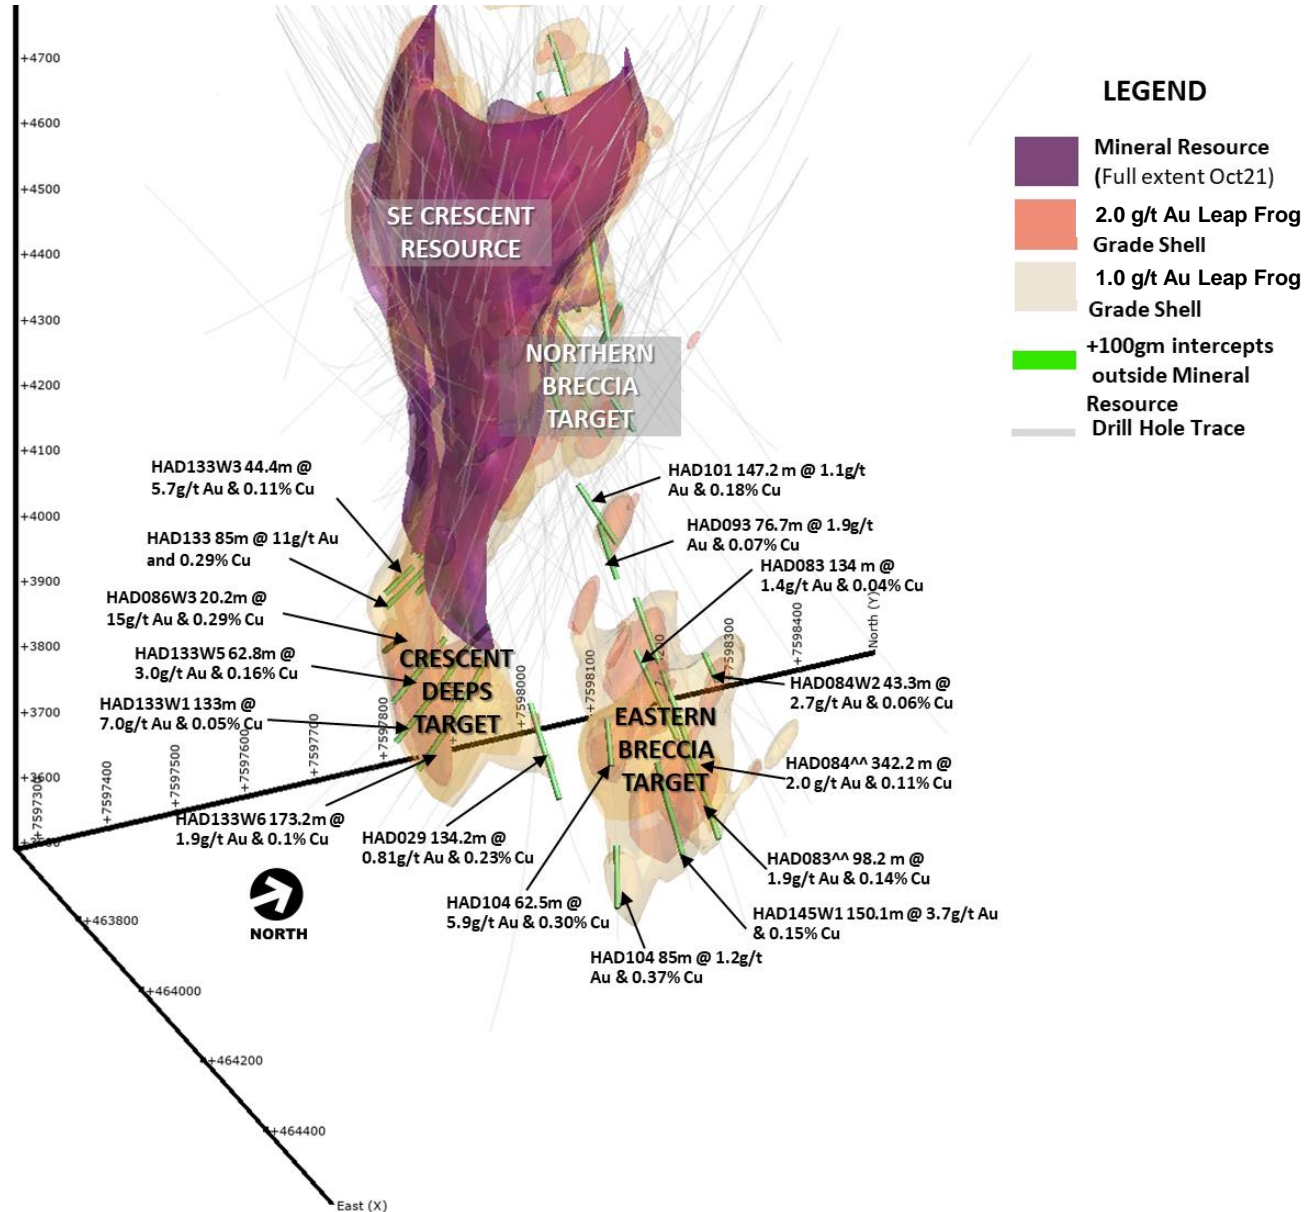 +4700
+4600
+4500
+4400
+4300
+4200
+4100
+4000
+3900
+3800
+3700
+3600
LEGEND
Mineral Resource
(Full extent Oct21)
2.0 g/t Au Leap Frog
Grade Shell
1.0 g/t Au Leap Frog
Grade Shell
+100gm intercepts
outside Mineral
Resource
Drill Hole Trace
SE CRESCENT
RESOURCE
NORTHERN
BRECCIA
TARGET
HAD133W3 44.4m @
5.7g/t Au & 0.11% Cu
HAD133 85m @ 11g/t Au
and 0.29% Cu
HAD086W3 20.2m @
15g/t Au & 0.29% Cu
HAD133W5 62.8m @
3.0g/t Au & 0.16% Cu
HAD133W1 133m @
7.0g/t Au & 0.05% Cu
HAD133W6 173.2m @
1.9g/t Au & 0.1% Cu
CRESCENT
DEEPS
TARGET
HAD029 134.2m @
0.81g/t Au & 0.23% Cu
HAD104 62.5m @
5.9g/t Au & 0.30% Cu
HAD104 85m @ 1.2g/t
Au & 0.37% Cu
HAD101 147.2 m @ 1.1g/t
Au & 0.18% Cu
HAD093 76.7m @ 1.9g/t
Au & 0.07% Cu
HAD083 134 m @
1.4g/t Au & 0.04% Cu
HAD084W2 43.3m @
2.7g/t Au & 0.06% Cu
EASTERN
BRECCIA
TARGET
HAD084^^ 342.2 m @
2.0 g/t Au & 0.11% Cu
HAD083^^ 98.2 m @
1.9g/t Au & 0.14% Cu
HAD145W1 150.1m @ 3.7g/t Au
& 0.15% Cu
+7597300
+7597400
+7597500
+7597600
+7597700
+7597800
+7598000
+7598100
+7598300
+7598400
North (Y)
NORTH
+463800
+464000
+464200
+464400
East (X)